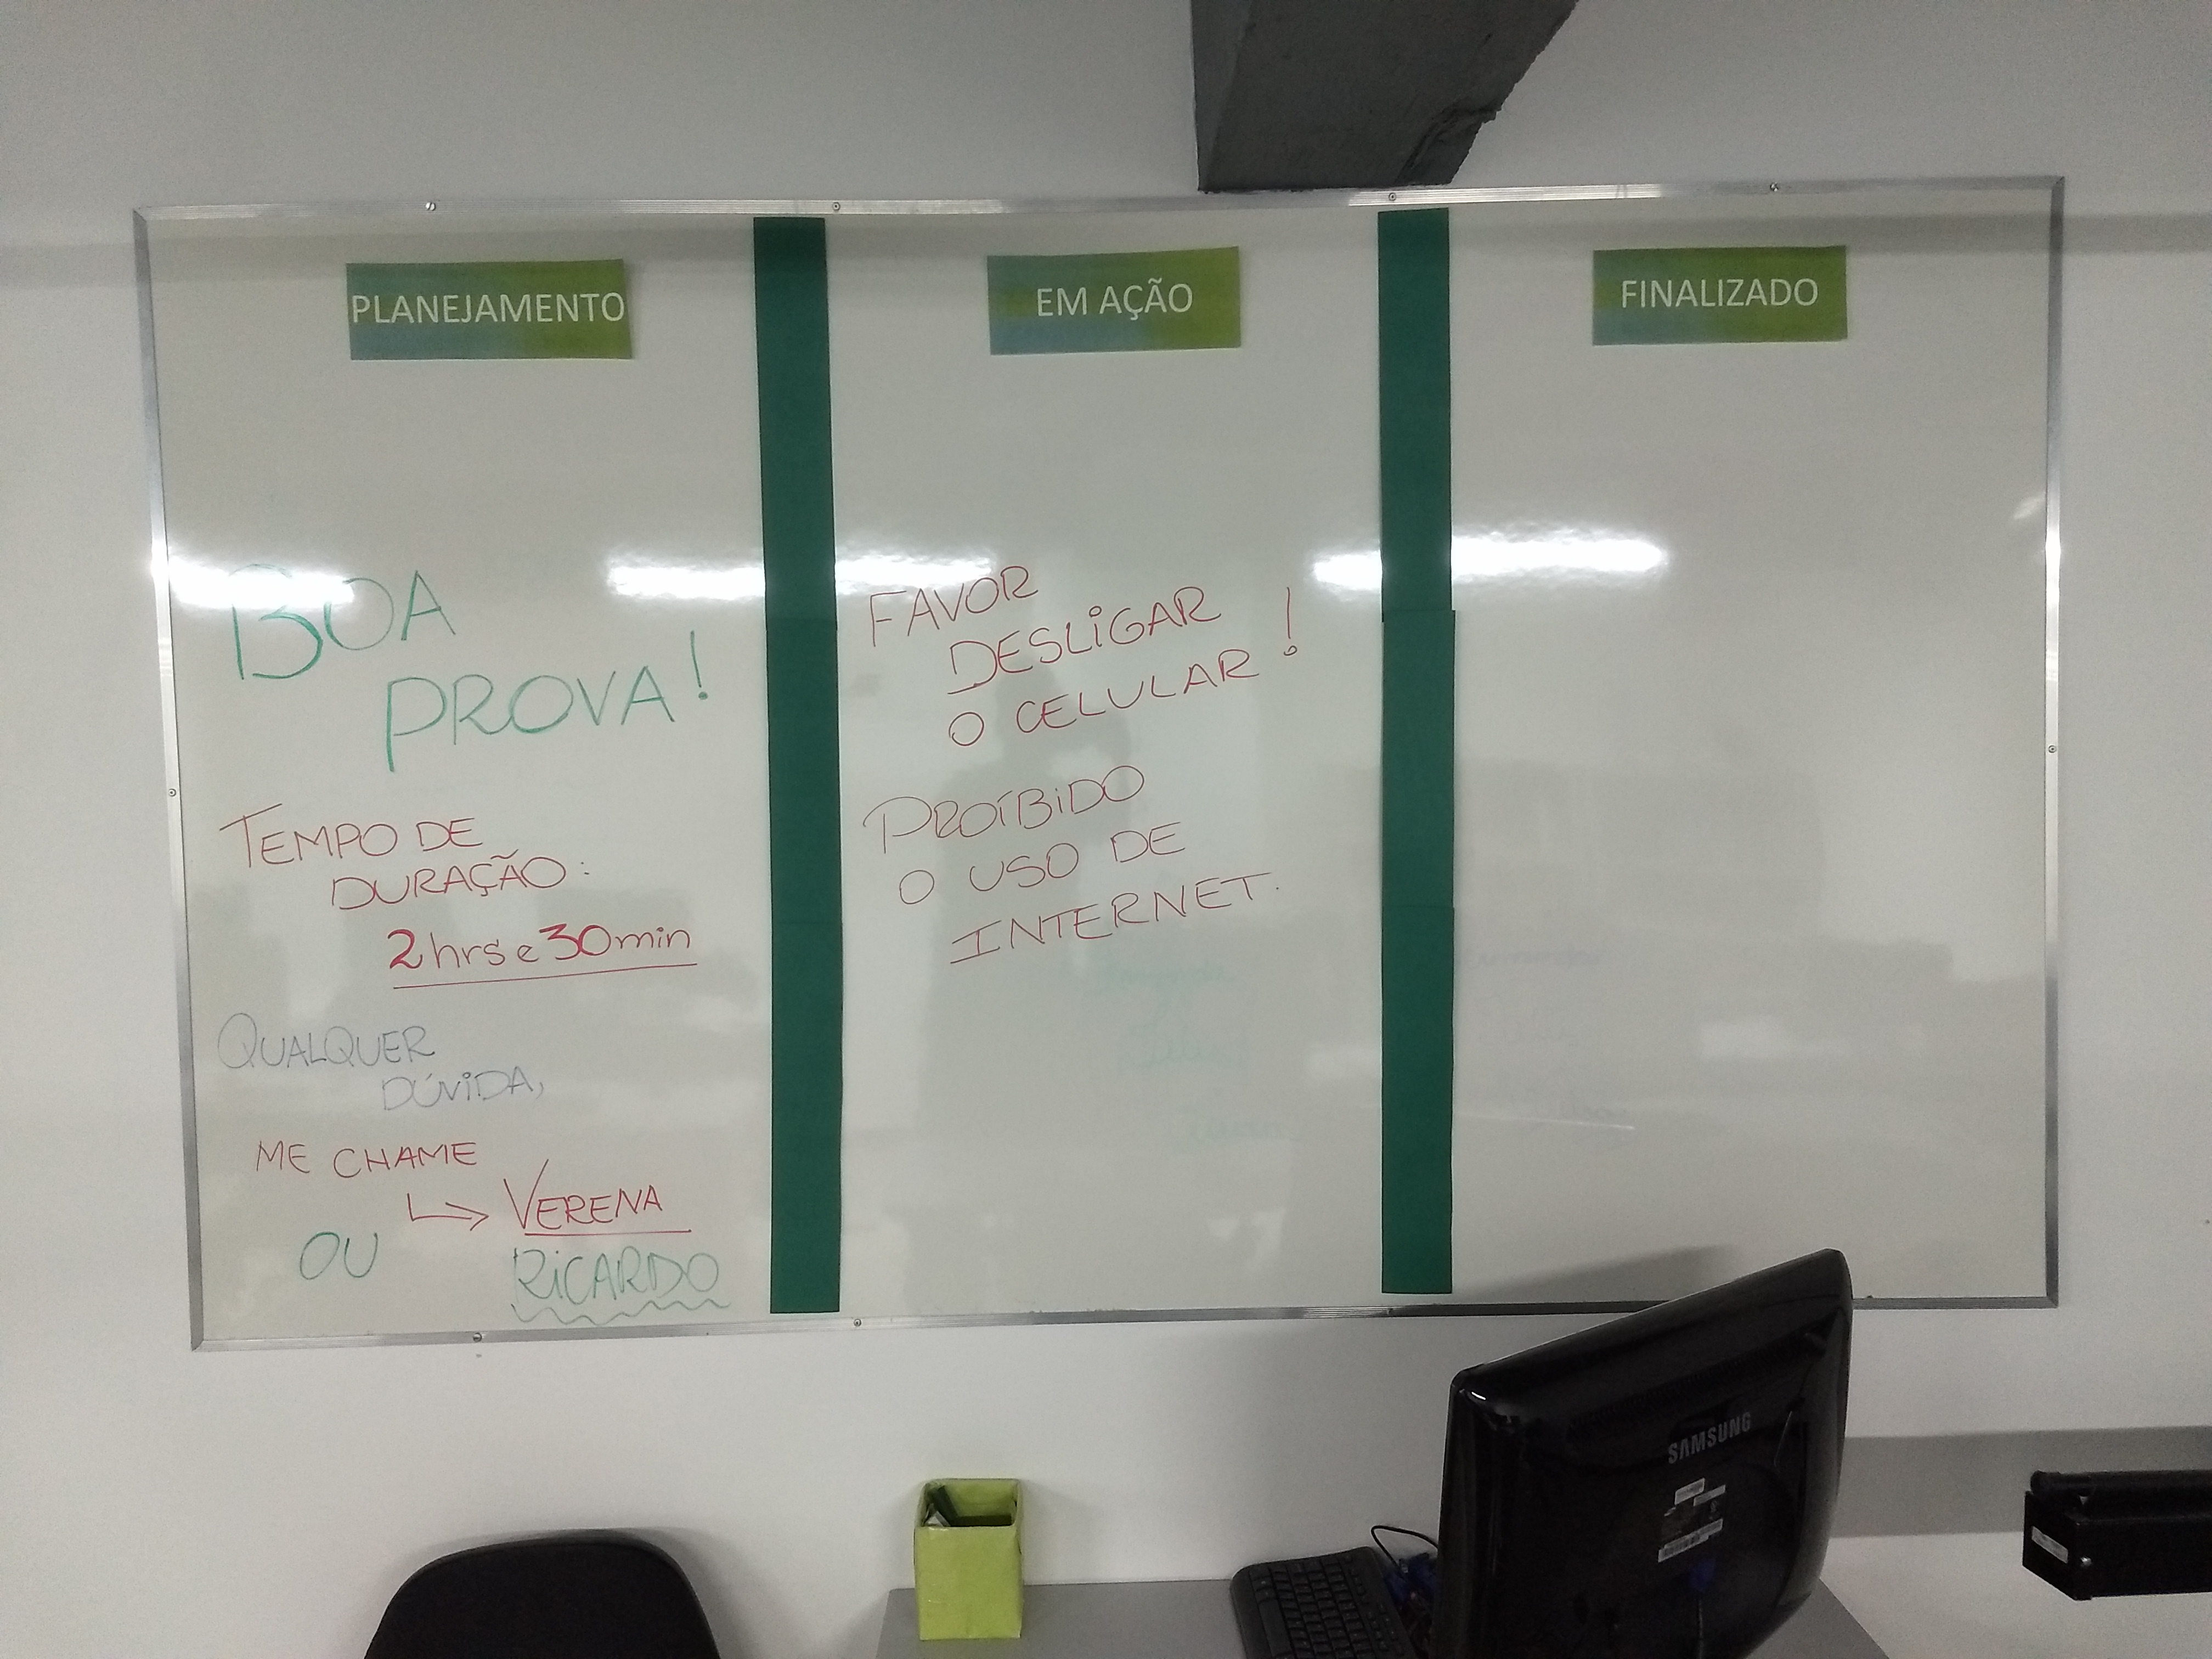 PLANEJAMENTO
BOA
PROVA!
TEMPO DE
DURAÇÃO:
2hrs e 30min
QUALQUER
DÚVIDA,
ME CHAME
VERENA
OU RICARDO
EM AÇÃO
FAVOR
DESLIGAR
O CELULAR!
PROÍBIDO
O USO DE
INTERNET.
FINALIZADO
SAMSUNG